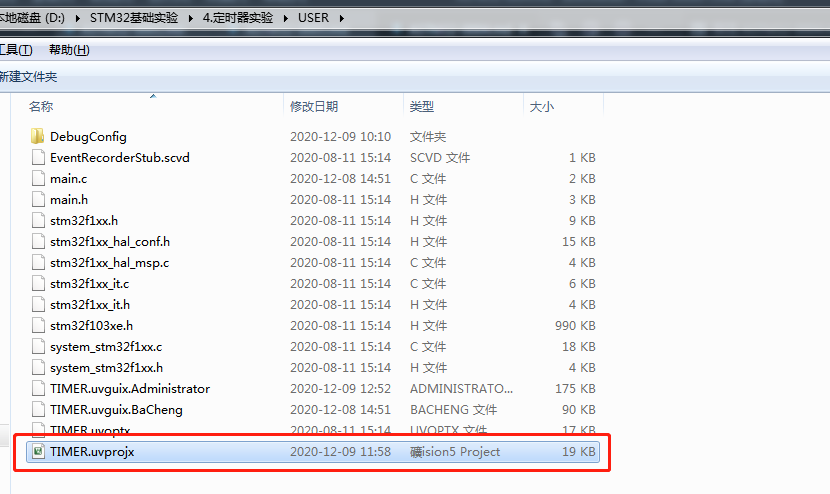 本地磁盘 (D:) ▸ STM32基础实验 ▸ 4.定时器实验 ▸ USER ▸
工具(T) 帮助(H)
新建文件夹
名称 修改日期 类型 大小
DebugConfig 2020-12-09 10:10 文件夹
EventRecorderStub.scvd 2020-08-11 15:14 SCVD 文件 1 KB
main.c 2020-12-08 14:51 C 文件 2 KB
main.h 2020-08-11 15:14 H 文件 3 KB
stm32f1xx.h 2020-08-11 15:14 H 文件 9 KB
stm32f1xx_hal_conf.h 2020-08-11 15:14 H 文件 15 KB
stm32f1xx_hal_msp.c 2020-08-11 15:14 C 文件 4 KB
stm32f1xx_it.c 2020-08-11 15:14 C 文件 6 KB
stm32f1xx_it.h 2020-08-11 15:14 H 文件 4 KB
stm32f103xe.h 2020-08-11 15:14 H 文件 990 KB
system_stm32f1xx.c 2020-08-11 15:14 C 文件 18 KB
system_stm32f1xx.h 2020-08-11 15:14 H 文件 4 KB
TIMER.uvguix.Administrator 2020-12-09 12:52 ADMINISTRATO... 175 KB
TIMER.uvguix.BaCheng 2020-12-08 14:51 BACHENG 文件 90 KB
TIMER.uvoptx 2020-08-11 15:14 UVOPTX 文件 17 KB
TIMER.uvprojx 2020-12-09 11:58 礦ision5 Project 19 KB